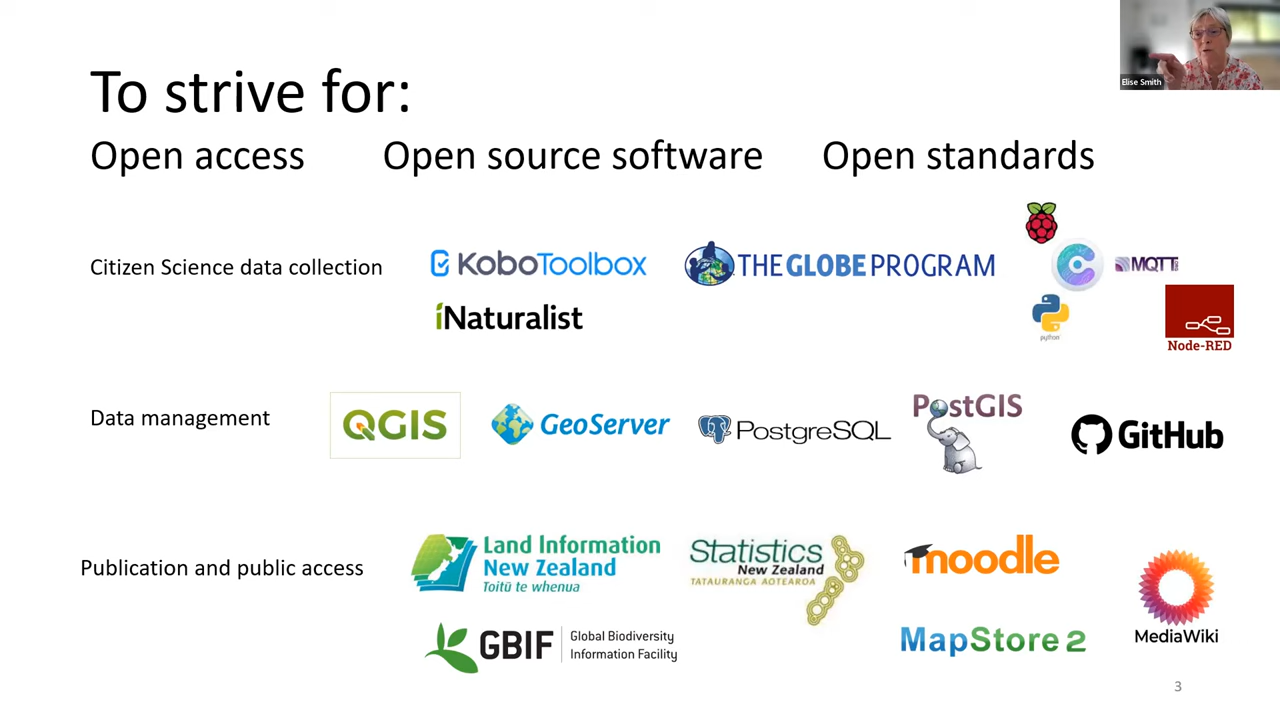 Elise Smith
To strive for:
Open access Open source software Open standards
Citizen Science data collection
KoboToolbox
THE GLOBE PROGRAM
MQTT
iNaturalist
python
Node-RED
Data management
QGIS
GeoServer
PostgreSQL
PostGIS
GitHub
Publication and public access
Land Information
New Zealand
Toitū te whenua
Statistics
New Zealand
TATAURANGA AOTEAROA
moodle
GBIF
Global Biodiversity
Information Facility
MapStore 2
MediaWiki
3